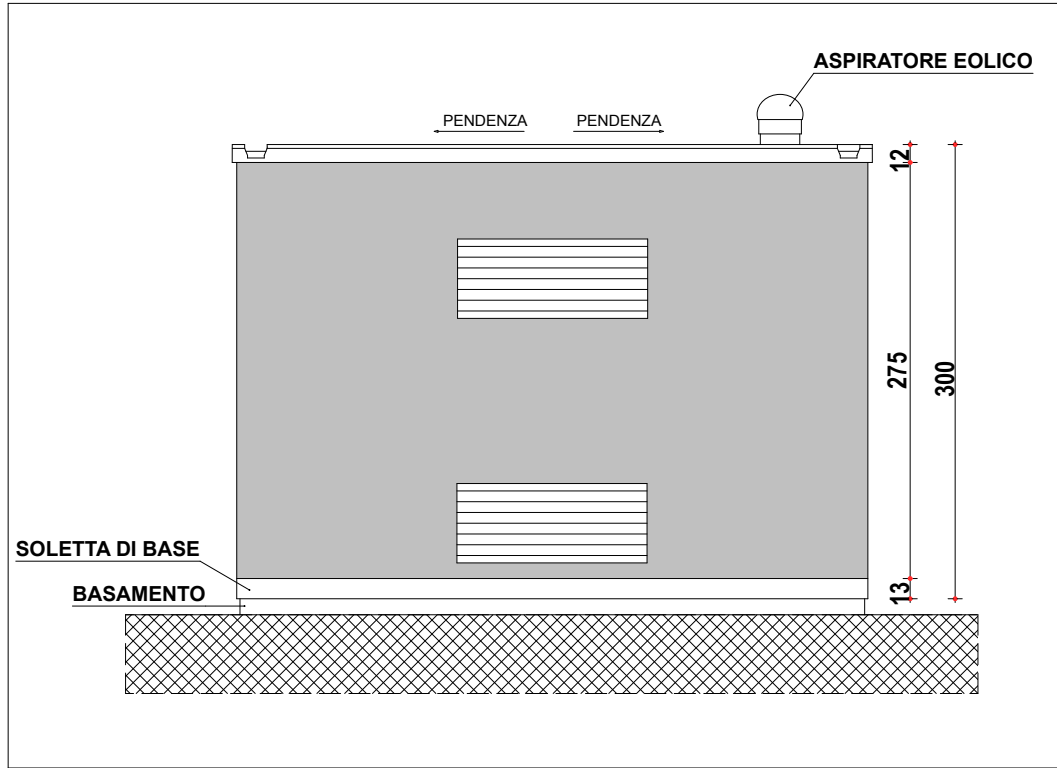 ASPIRATORE EOLICO
PENDENZA
PENDENZA
12
275
300
SOLETTA DI BASE
13
BASAMENTO